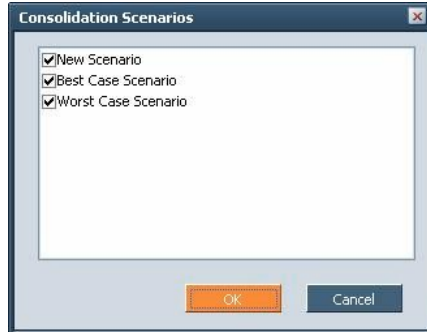 Consolidation Scenarios
New Scenario
Best Case Scenario
Worst Case Scenario
OK
Cancel